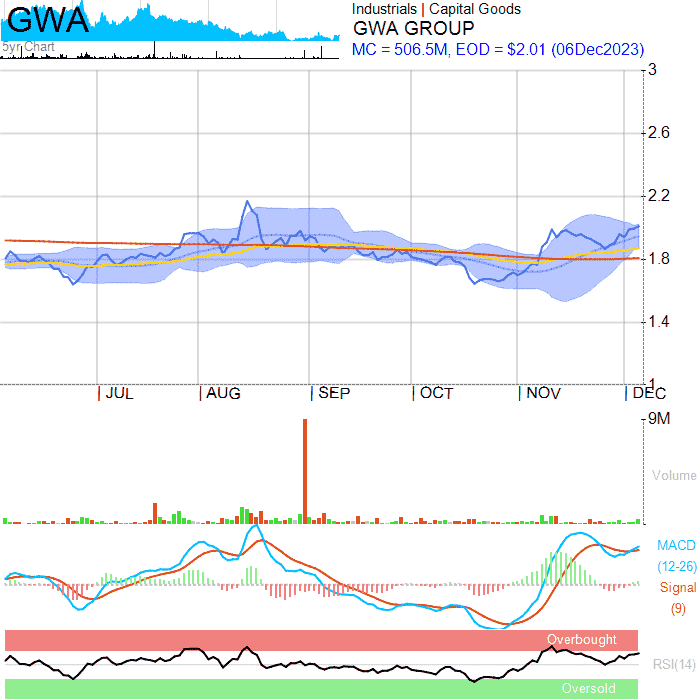 GWA
5yr Chart
Industrials | Capital Goods
GWA GROUP
MC = 506.5M, EOD = $2.01 (06Dec2023)
3
2.6
2.2
1.8
1.4
1
| JUL | AUG | SEP | OCT | NOV | DEC
9M
Volume
MACD
(12-26)
Signal
(9)
Overbought
RSI(14)
Oversold